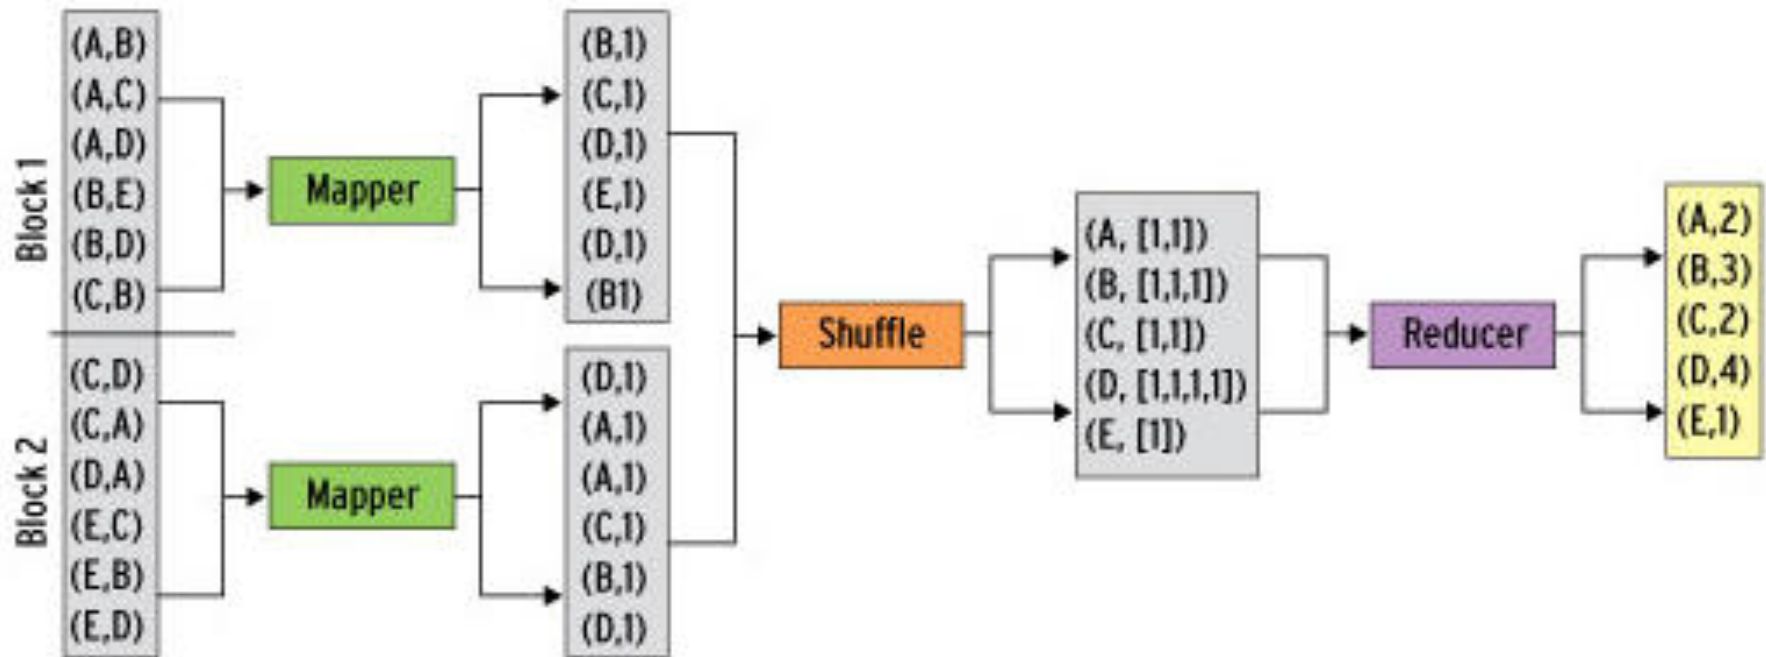 Block 1
(A,B)
(A,C)
(A,D)
(B,E)
(B,D)
(C,B)
Mapper
(B,1)
(C,1)
(D,1)
(E,1)
(D,1)
(B1)
Block 2
(C,D)
(C,A)
(D,A)
(E,C)
(E,B)
(E,D)
Mapper
(D,1)
(A,1)
(A,1)
(C,1)
(B,1)
(D,1)
Shuffle
(A, [1,1])
(B, [1,1,1])
(C, [1,1])
(D, [1,1,1,1])
(E, [1])
Reducer
(A,2)
(B,3)
(C,2)
(D,4)
(E,1)